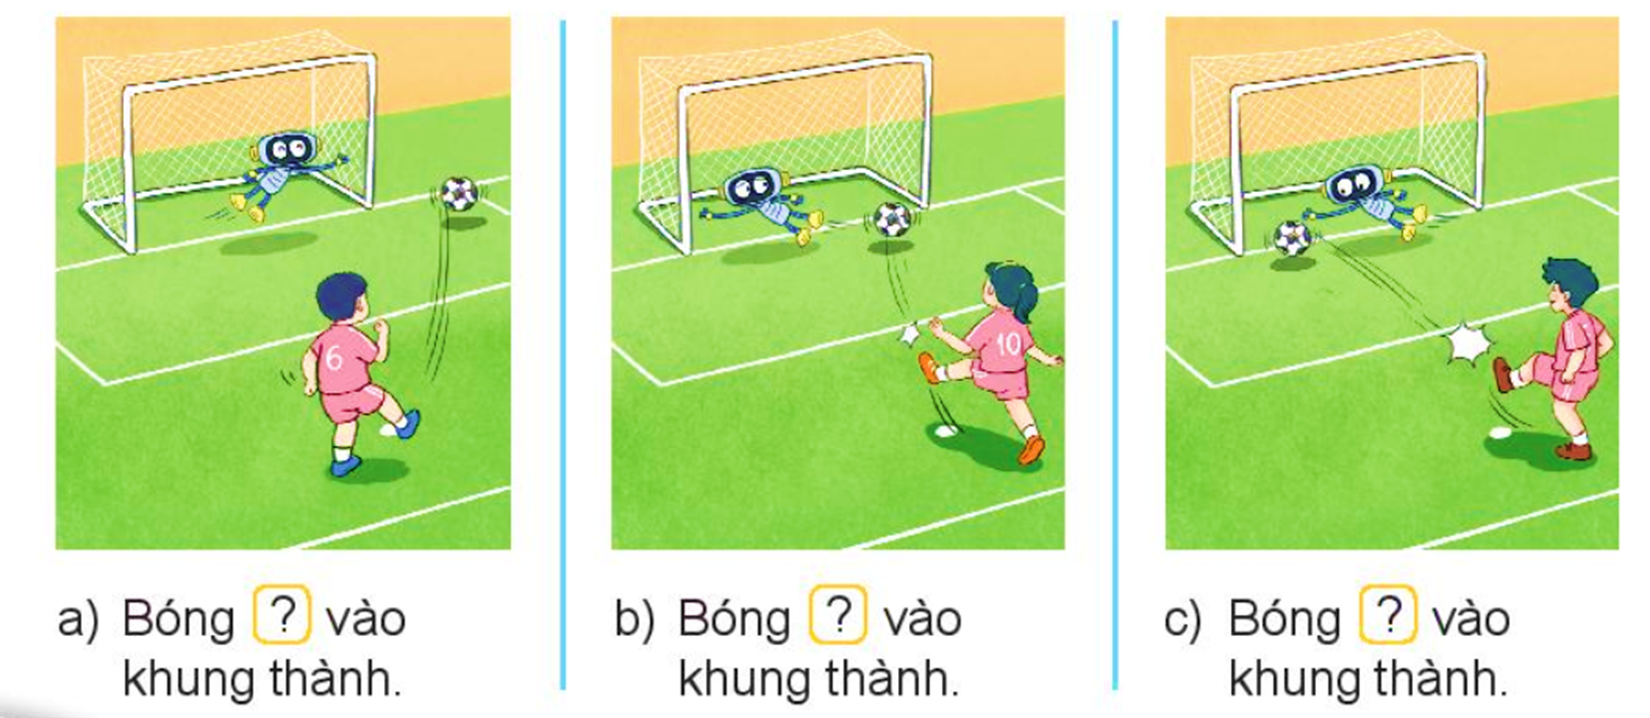 6
10
a) Bóng ? vào
khung thành.
b) Bóng ? vào
khung thành.
c) Bóng ? vào
khung thành.